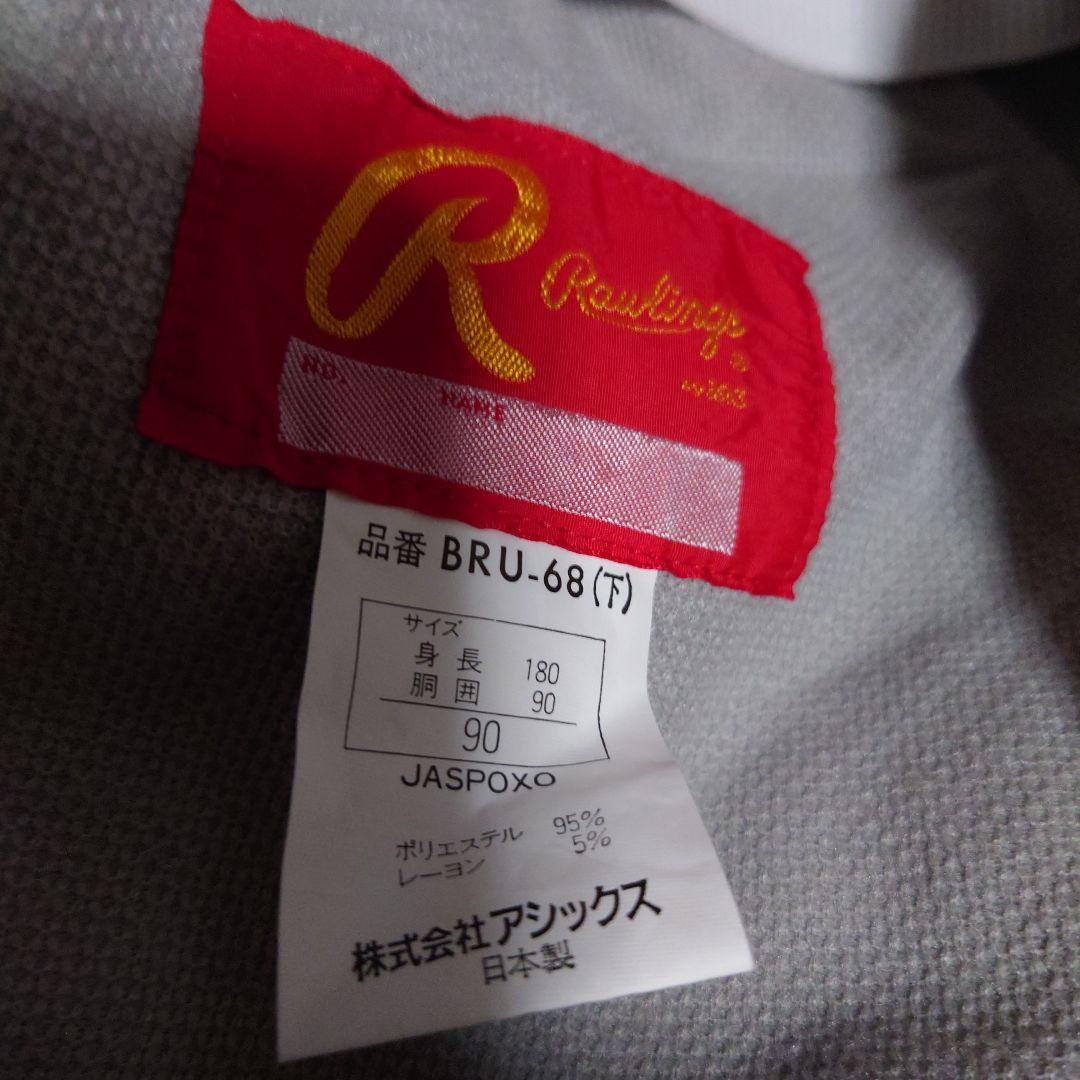 R
Rawlings
®
NO. NAME
品番 BRU-68(下)
サイズ
身長 180
胴囲 90
90
JASPOXO
ポリエステル 95%
レーヨン 5%
株式会社アシックス
日本製